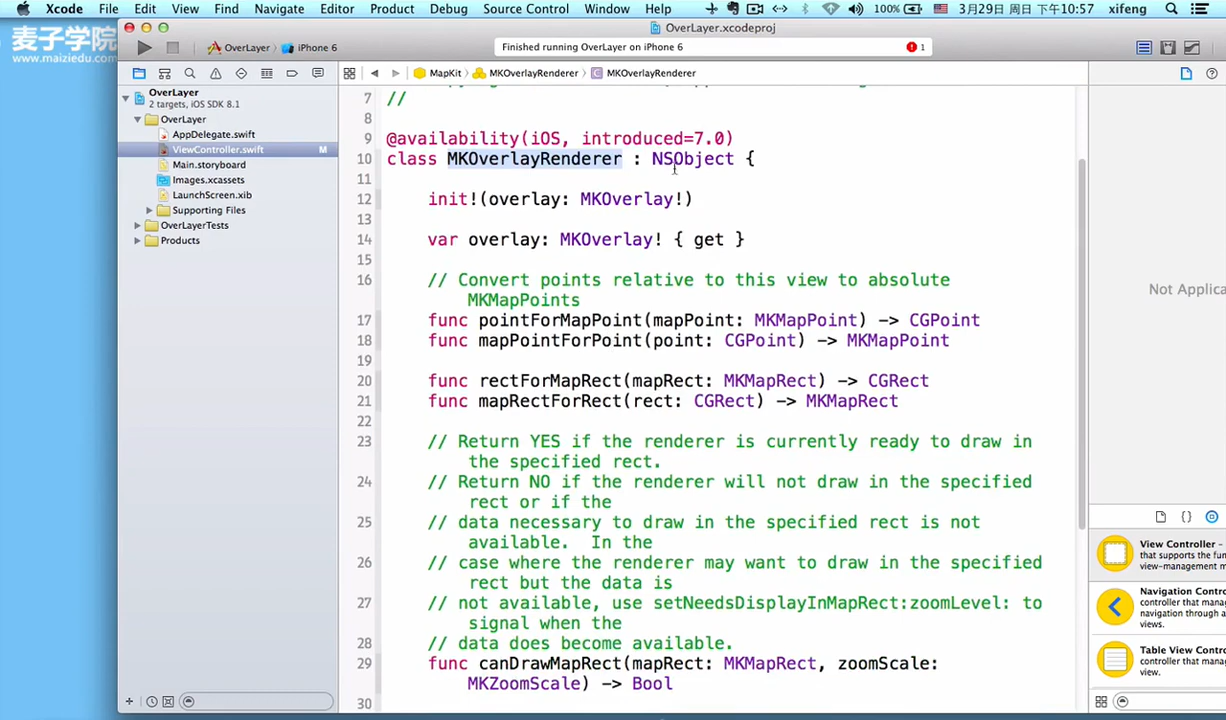 Xcode File Edit View Find Navigate Editor Product Debug Source Control Window Help 100% 3月29日 周日 下午10:57 xifeng
麦子学院
www.maiziedu.com
OverLayer.xcodeproj
OverLayer iPhone 6
Finished running OverLayer on iPhone 6
1
MapKit MKOverlayRenderer MKOverlayRenderer
OverLayer
2 targets, iOS SDK 8.1
OverLayer
AppDelegate.swift
ViewController.swift M
Main.storyboard
Images.xcassets
LaunchScreen.xib
Supporting Files
OverLayerTests
Products
7 //
8
9 @availability(iOS, introduced=7.0)
10 class MKOverlayRenderer : NSObject {
11
12 init!(overlay: MKOverlay!)
13
14 var overlay: MKOverlay! { get }
15
16 // Convert points relative to this view to absolute
MKMapPoints
17 func pointForMapPoint(mapPoint: MKMapPoint) -> CGPoint
18 func mapPointForPoint(point: CGPoint) -> MKMapPoint
19
20 func rectForMapRect(mapRect: MKMapRect) -> CGRect
21 func mapRectForRect(rect: CGRect) -> MKMapRect
22
23 // Return YES if the renderer is currently ready to draw in
the specified rect.
24 // Return NO if the renderer will not draw in the specified
rect or if the
25 // data necessary to draw in the specified rect is not
available.  In the
26 // case where the renderer may want to draw in the specified
rect but the data is
27 // not available, use setNeedsDisplayInMapRect:zoomLevel: to
signal when the
28 // data does become available.
29 func canDrawMapRect(mapRect: MKMapRect, zoomScale:
MKZoomScale) -> Bool
30
Not Applica
{}
View Controller –
that supports the fun
view-management m
Navigation Contr
controller that manag
navigation through a
views.
Table View Contr
controller that manag
view.